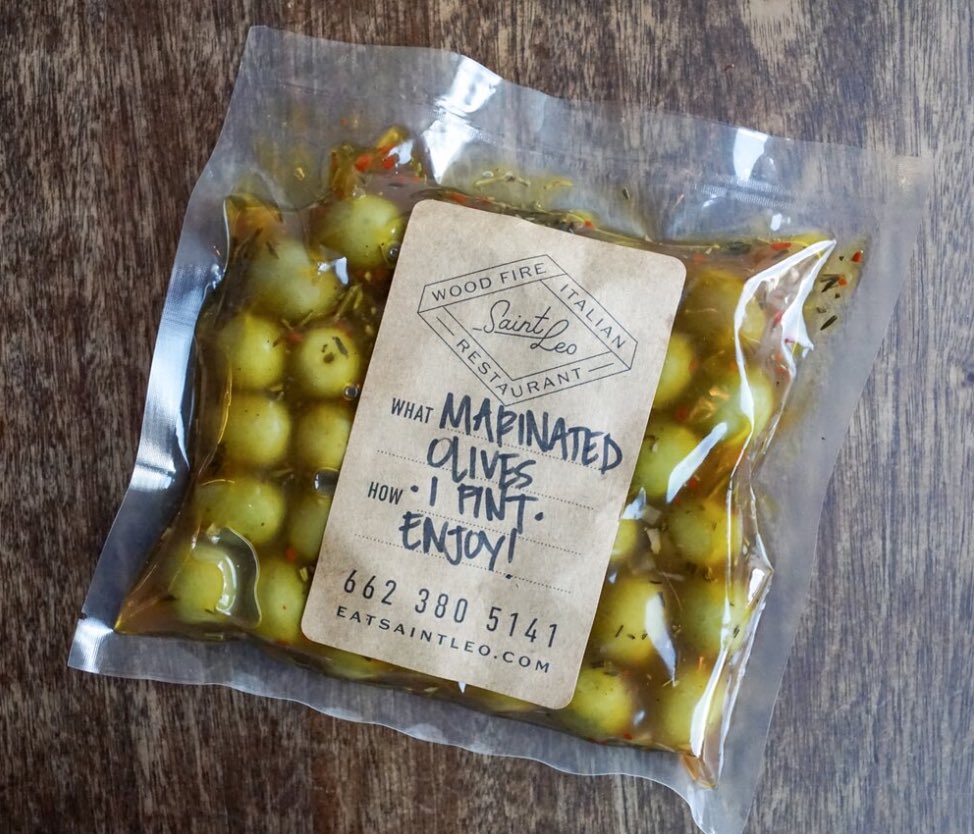 WOOD FIRE ITALIAN
Saint Leo
RESTAURANT
WHAT MARINATED
OLIVES
HOW • 1 PINT •
ENJOY!
662 380 5141
EATSAINTLEO.COM